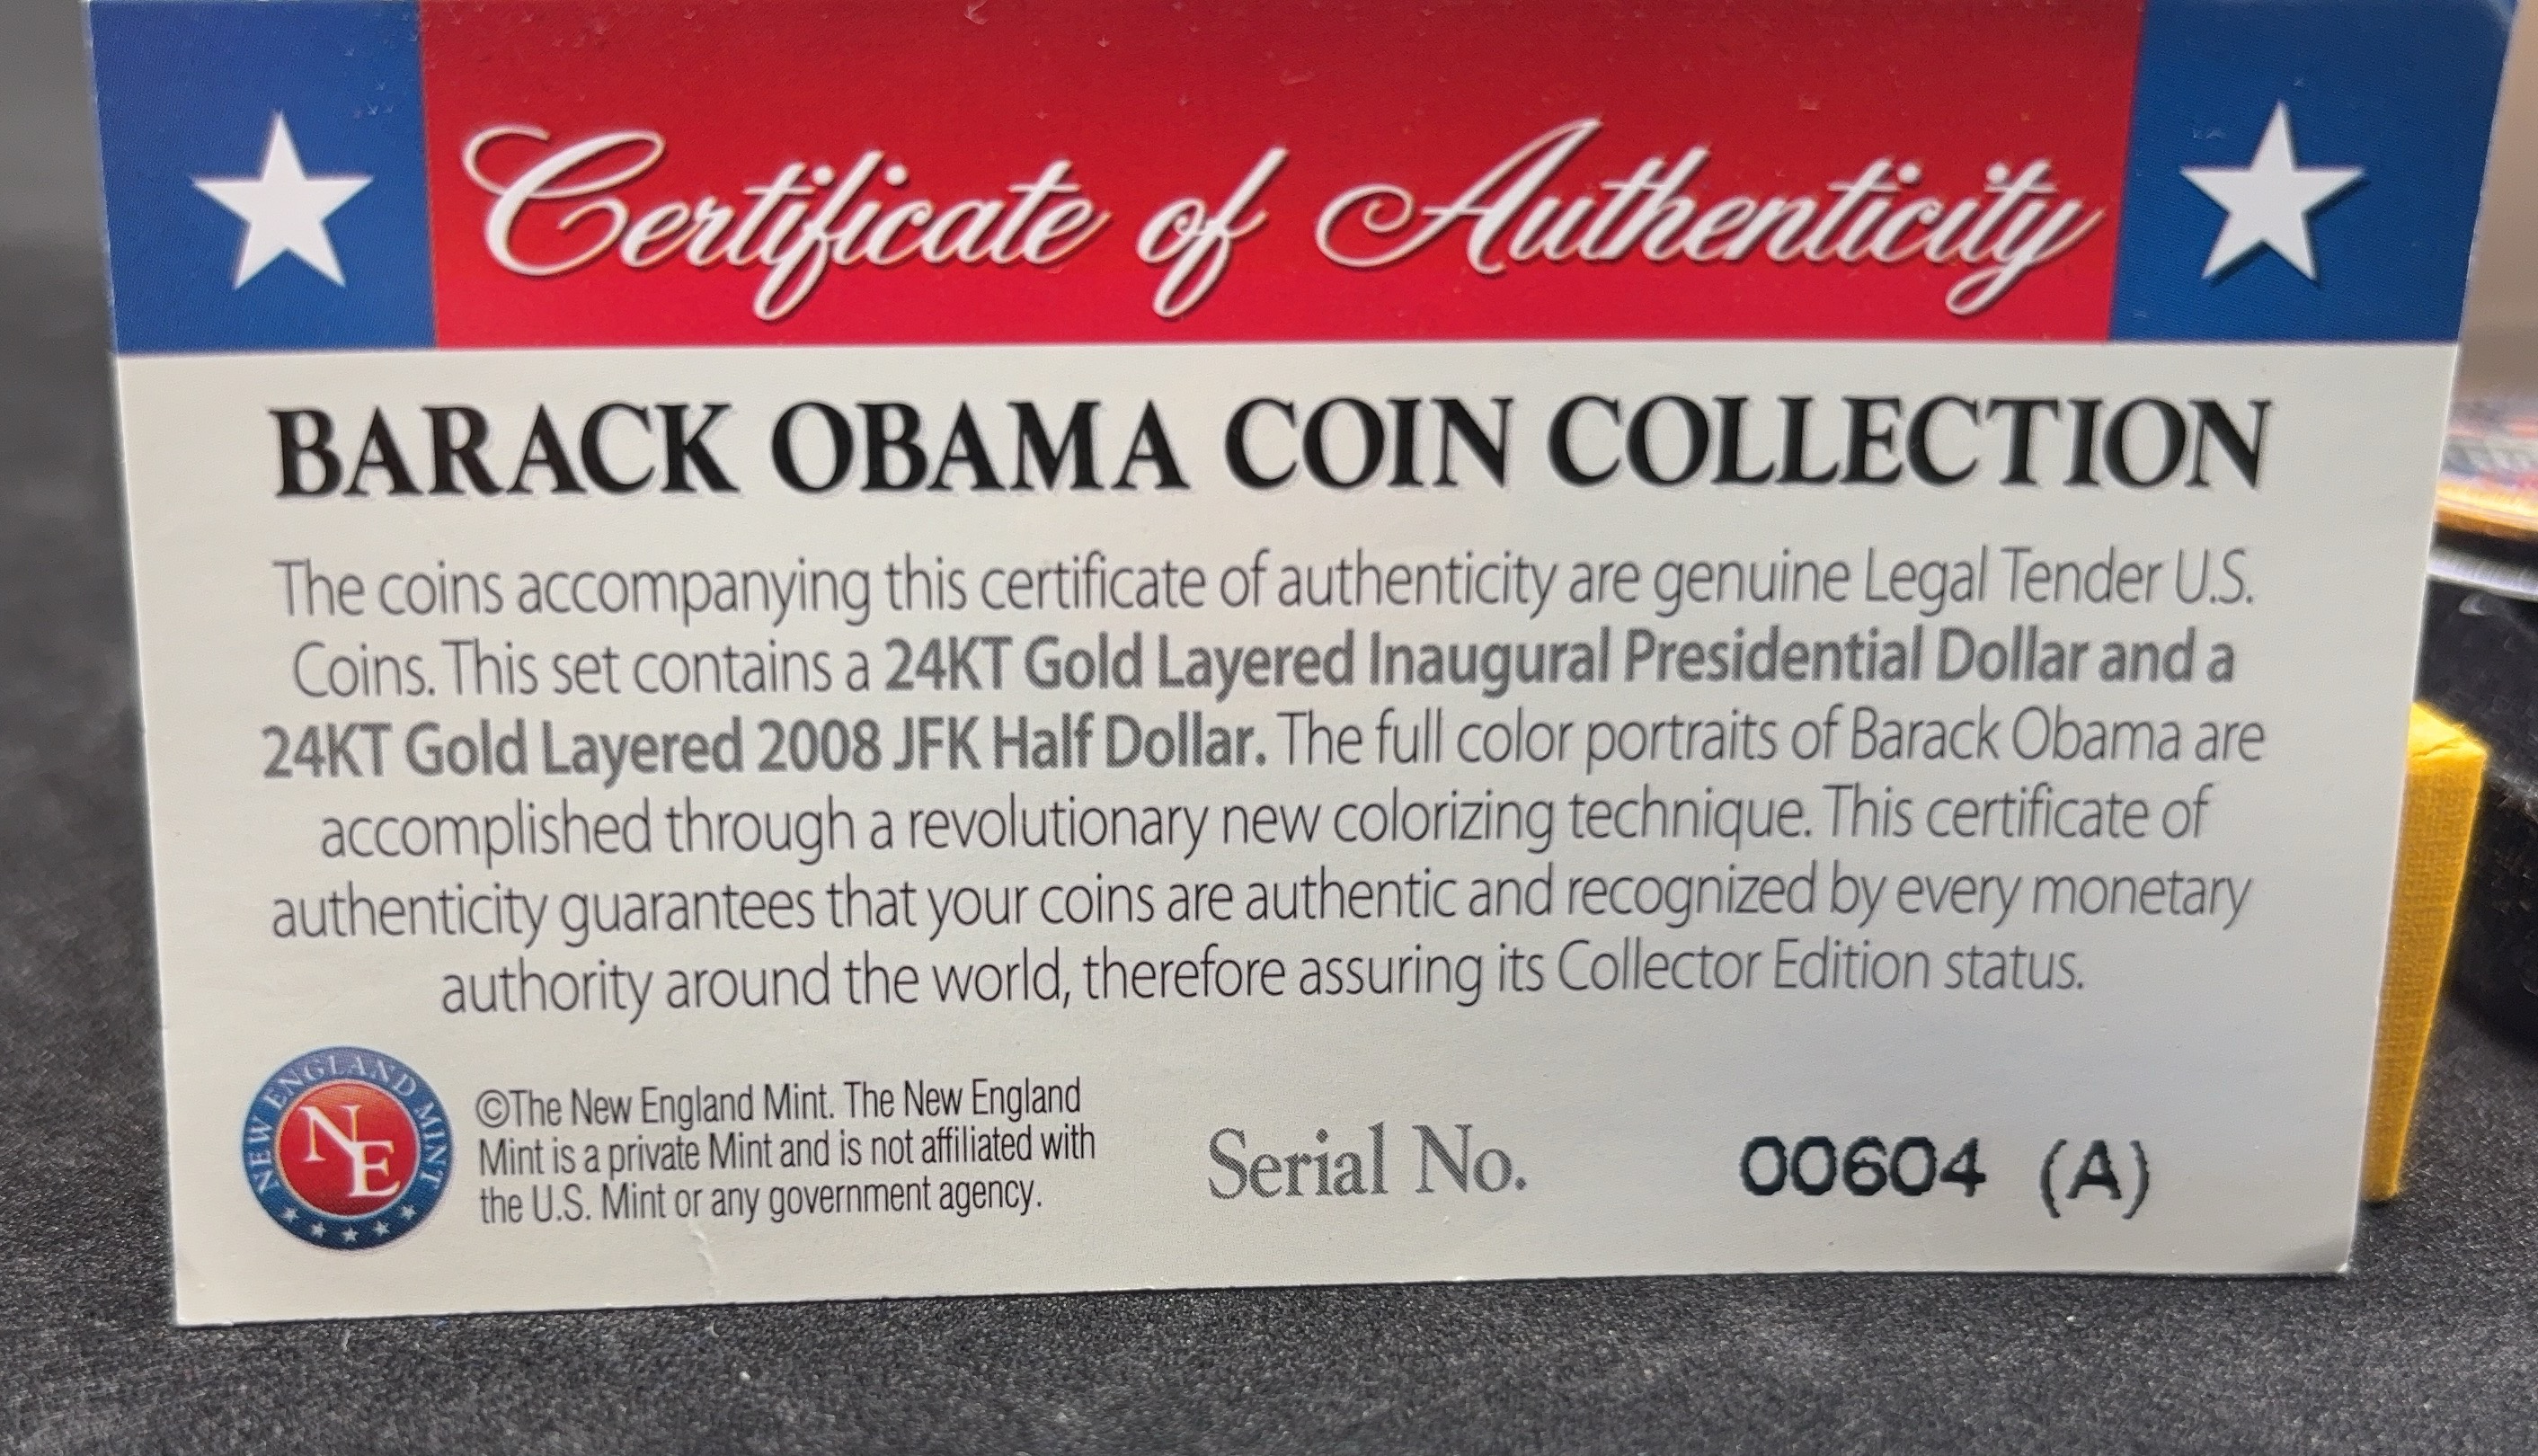 Certificate of Authenticity
BARACK OBAMA COIN COLLECTION
The coins accompanying this certificate of authenticity are genuine Legal Tender U.S.
Coins. This set contains a 24KT Gold Layered Inaugural Presidential Dollar and a
24KT Gold Layered 2008 JFK Half Dollar. The full color portraits of Barack Obama are
accomplished through a revolutionary new colorizing technique. This certificate of
authenticity guarantees that your coins are authentic and recognized by every monetary
authority around the world, therefore assuring its Collector Edition status.
NEW ENGLAND MINT
NE
©The New England Mint. The New England
Mint is a private Mint and is not affiliated with
the U.S. Mint or any government agency.
Serial No. 00604 (A)